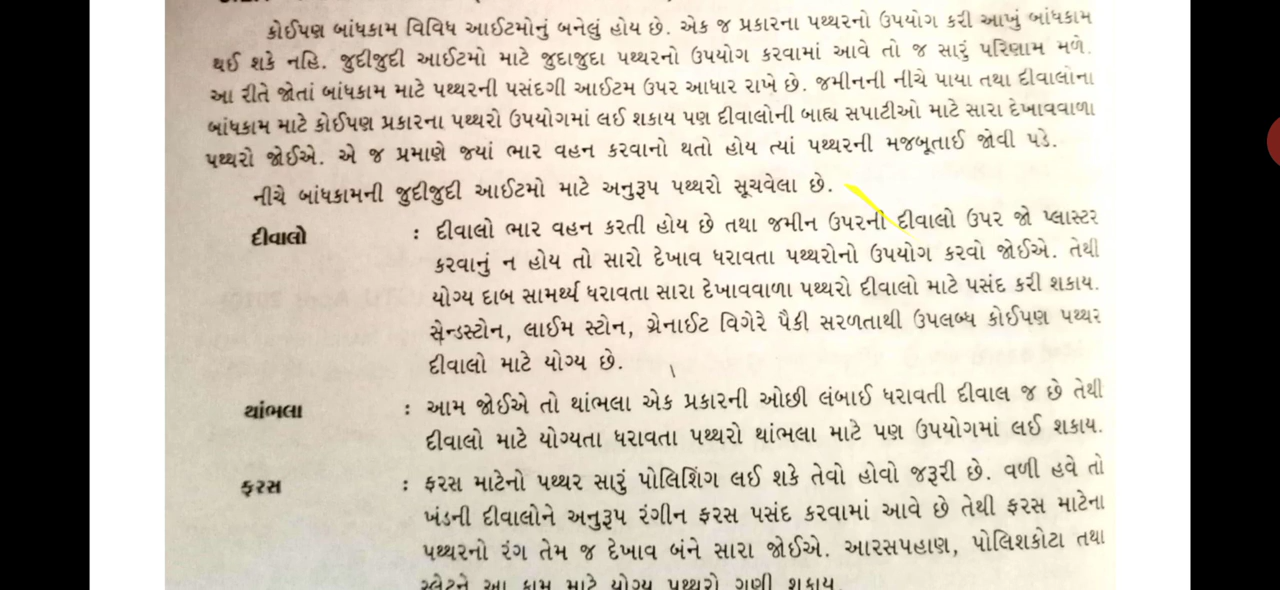 કોઈપણ બાંધકામ વિવિધ આઈટમોનું બનેલું હોય છે. એક જ પ્રકારના પથ્થરનો ઉપયોગ કરી આખું બાંધકામ
થઈ શકે નહિ. જુદીજુદી આઈટમો માટે જુદાજુદા પથ્થરનો ઉપયોગ કરવામાં આવે તો જ સારું પરિણામ મળે.
આ રીતે જોતાં બાંધકામ માટે પથ્થરની પસંદગી આઈટમ ઉપર આધાર રાખે છે. જમીનની નીચે પાયા તથા દીવાલોના
બાંધકામ માટે કોઈપણ પ્રકારના પથ્થરો ઉપયોગમાં લઈ શકાય પણ દીવાલોની બાહ્ય સપાટીઓ માટે સારા દેખાવવાળા
પથ્થરો જોઈએ. એ જ પ્રમાણે જ્યાં ભાર વહન કરવાનો થતો હોય ત્યાં પથ્થરની મજબૂતાઈ જોવી પડે.
નીચે બાંધકામની જુદીજુદી આઈટમો માટે અનુરૂપ પથ્થરો સૂચવેલા છે.
દીવાલો : દીવાલો ભાર વહન કરતી હોય છે તથા જમીન ઉપરની દીવાલો ઉપર જો પ્લાસ્ટર
કરવાનું ન હોય તો સારો દેખાવ ધરાવતા પથ્થરોનો ઉપયોગ કરવો જોઈએ. તેથી
યોગ્ય દાબ સામર્થ્ય ધરાવતા સારા દેખાવવાળા પથ્થરો દીવાલો માટે પસંદ કરી શકાય.
સેન્ડસ્ટોન, લાઈમ સ્ટોન, ગ્રેનાઈટ વિગેરે પૈકી સરળતાથી ઉપલબ્ધ કોઈપણ પથ્થર
દીવાલો માટે યોગ્ય છે.
થાંભલા : આમ જોઈએ તો થાંભલા એક પ્રકારની ઓછી લંબાઈ ધરાવતી દીવાલ જ છે તેથી
દીવાલો માટે યોગ્યતા ધરાવતા પથ્થરો થાંભલા માટે પણ ઉપયોગમાં લઈ શકાય.
ફરસ : ફરસ માટેનો પથ્થર સારું પોલિશિંગ લઈ શકે તેવો હોવો જરૂરી છે. વળી હવે તો
ખંડની દીવાલોને અનુરૂપ રંગીન ફરસ પસંદ કરવામાં આવે છે તેથી ફરસ માટેના
પથ્થરનો રંગ તેમ જ દેખાવ બંને સારા જોઈએ. આરસપહાણ, પોલિશકોટા તથા
સ્લેટને આ કામ માટે યોગ્ય પથ્થરો ગણી શકાય.